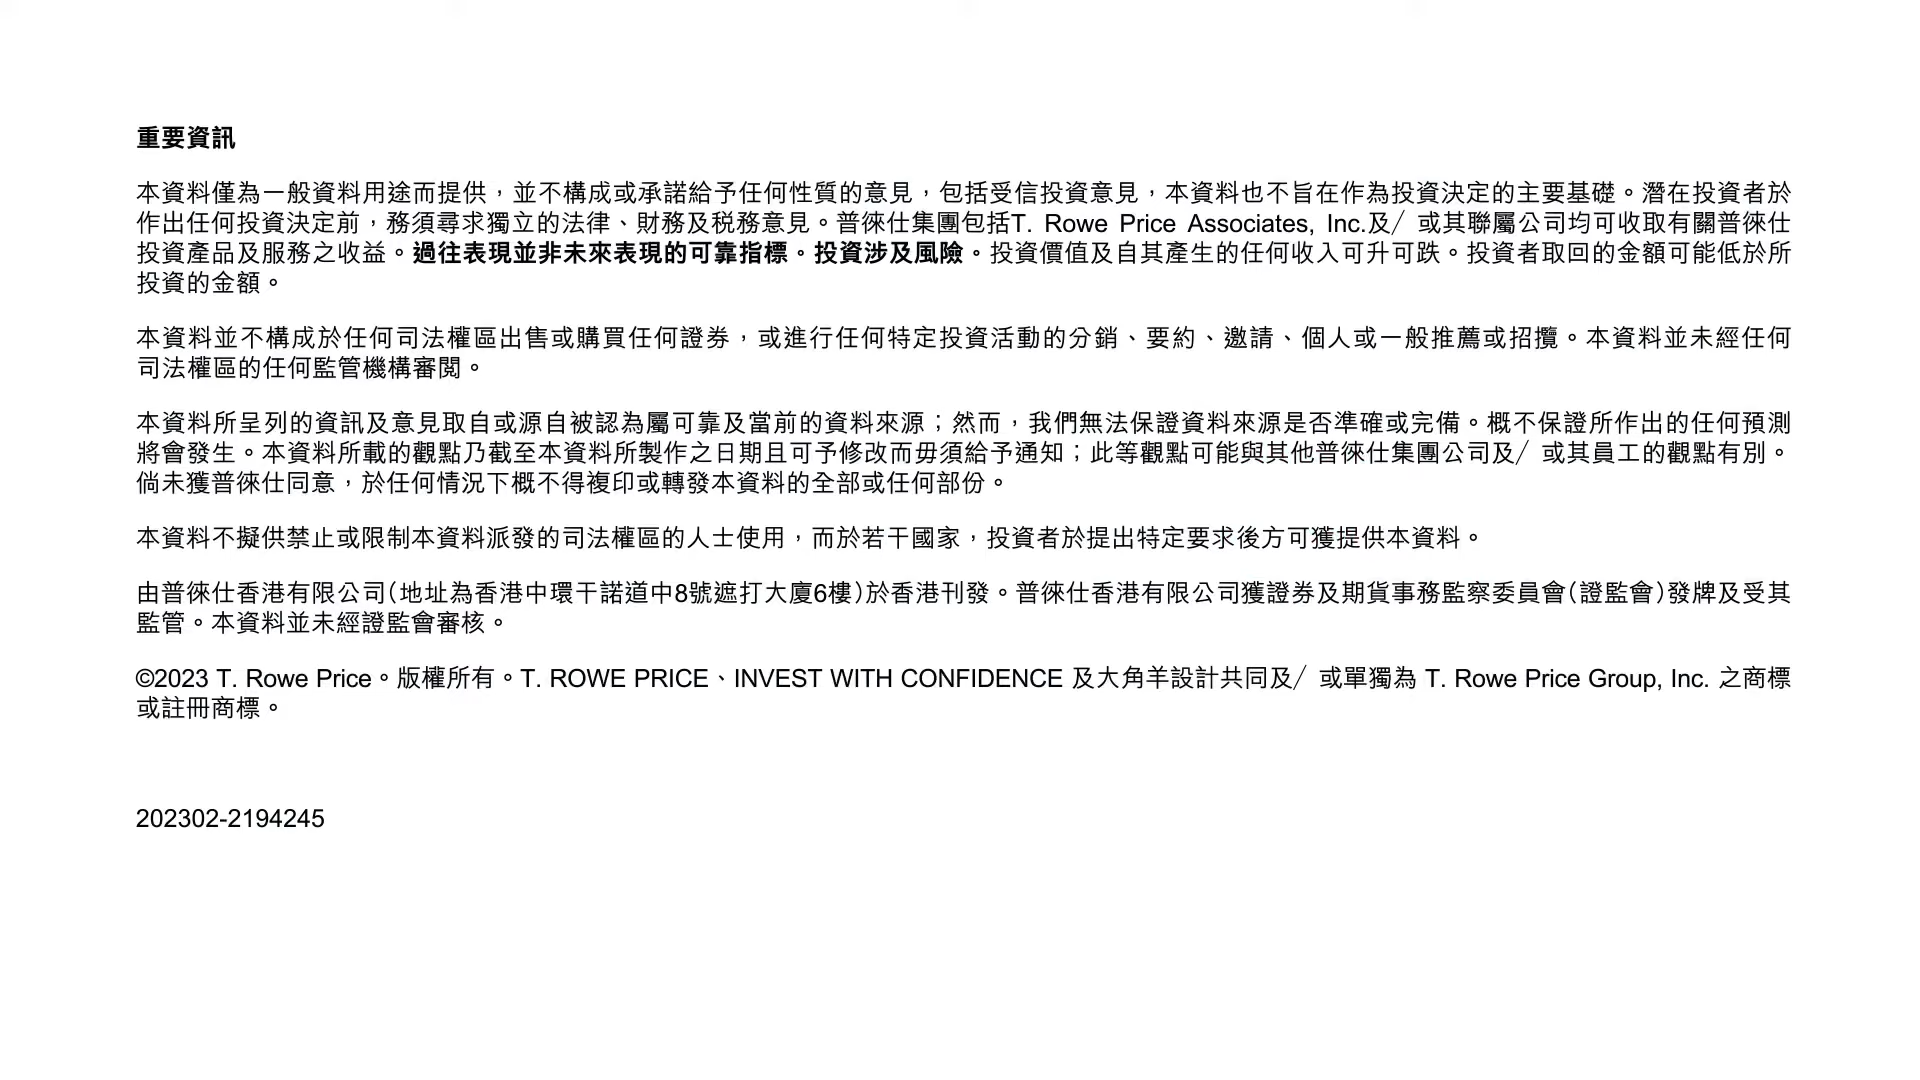 重要資訊
本資料僅為一般資料用途而提供，並不構成或承諾給予任何性質的意見，包括受信投資意見，本資料也不旨在作為投資決定的主要基礎。潛在投資者於
作出任何投資決定前，務須尋求獨立的法律、財務及税務意見。普徠仕集團包括T. Rowe Price Associates, Inc.及/ 或其聯屬公司均可收取有關普徠仕
投資產品及服務之收益。過往表現並非未來表現的可靠指標。投資涉及風險。投資價值及自其產生的任何收入可升可跌。投資者取回的金額可能低於所
投資的金額。
本資料並不構成於任何司法權區出售或購買任何證券，或進行任何特定投資活動的分銷、要約、邀請、個人或一般推薦或招攬。本資料並未經任何
司法權區的任何監管機構審閱。
本資料所呈列的資訊及意見取自或源自被認為屬可靠及當前的資料來源；然而，我們無法保證資料來源是否準確或完備。概不保證所作出的任何預測
將會發生。本資料所載的觀點乃截至本資料所製作之日期且可予修改而毋須給予通知；此等觀點可能與其他普徠仕集團公司及/ 或其員工的觀點有別。
倘未獲普徠仕同意，於任何情況下概不得複印或轉發本資料的全部或任何部份。
本資料不擬供禁止或限制本資料派發的司法權區的人士使用，而於若干國家，投資者於提出特定要求後方可獲提供本資料。
由普徠仕香港有限公司(地址為香港中環干諾道中8號遮打大廈6樓)於香港刊發。普徠仕香港有限公司獲證券及期貨事務監察委員會(證監會)發牌及受其
監管。本資料並未經證監會審核。
©2023 T. Rowe Price。版權所有。T. ROWE PRICE、INVEST WITH CONFIDENCE 及大角羊設計共同及/ 或單獨為 T. Rowe Price Group, Inc. 之商標
或註冊商標。
202302-2194245